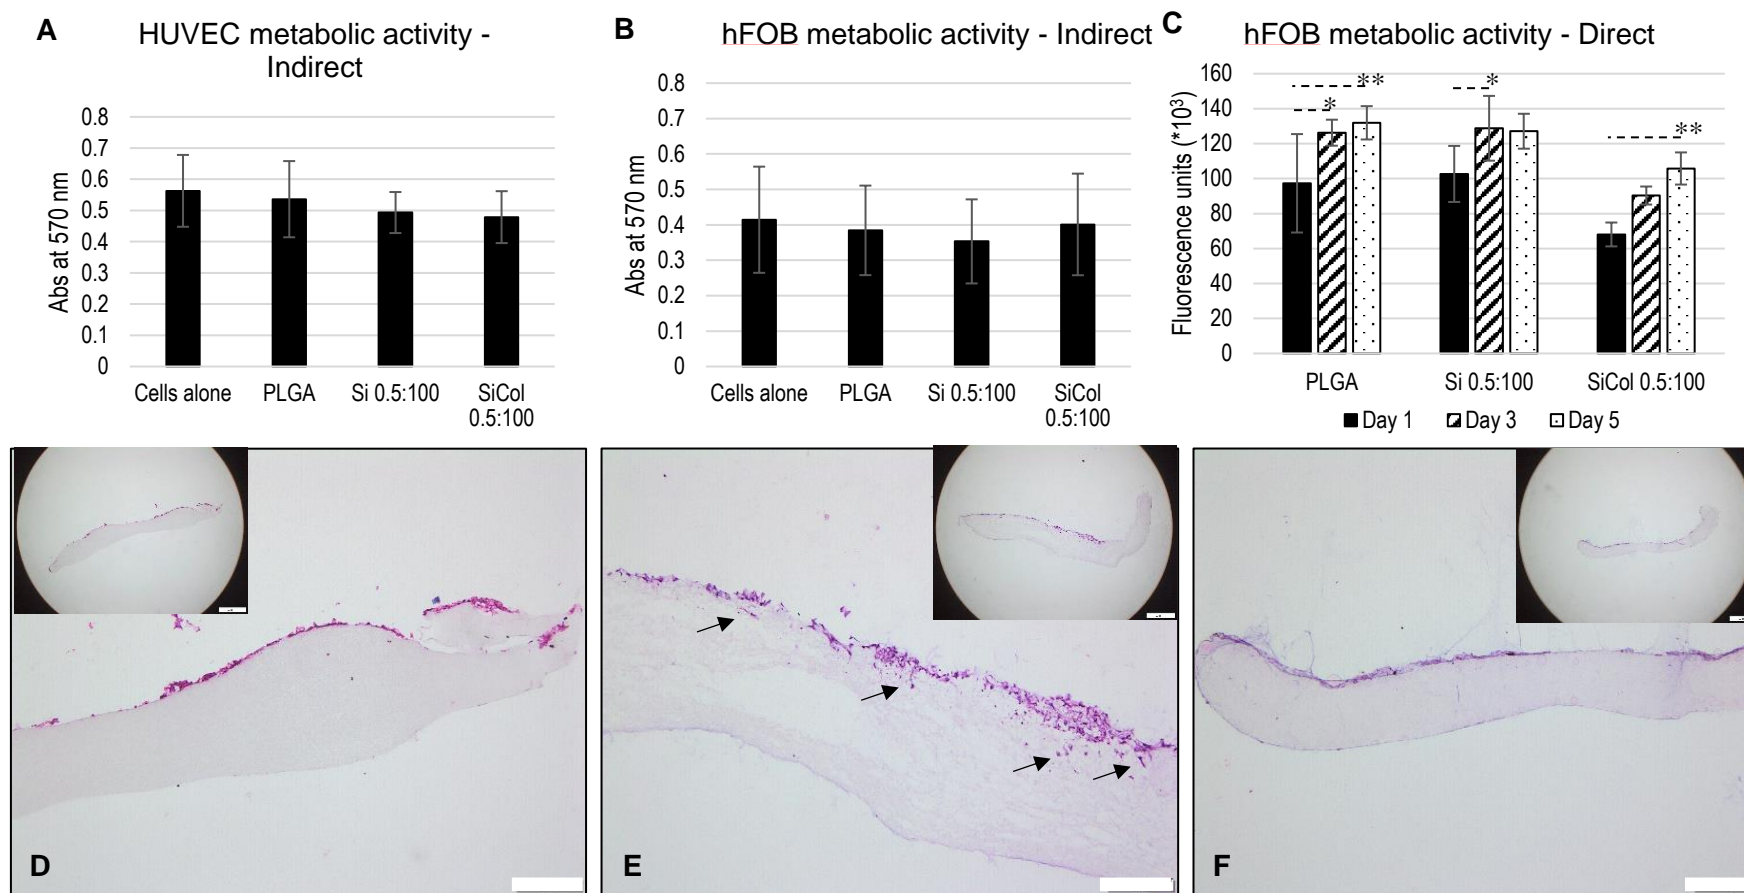 A
HUVEC metabolic activity -
Indirect
Abs at 570 nm
0.8
0.7
0.6
0.5
0.4
0.3
0.2
0.1
0
Cells alone
PLGA
Si 0.5:100
SiCol
0.5:100
B
hFOB metabolic activity - Indirect
Abs at 570 nm
0.8
0.7
0.6
0.5
0.4
0.3
0.2
0.1
0
Cells alone
PLGA
Si 0.5:100
SiCol
0.5:100
C
hFOB metabolic activity - Direct
Fluorescence units (*10³)
160
140
120
100
80
60
40
20
0
*
**
*
**
PLGA
Si 0.5:100
SiCol 0.5:100
Day 1
Day 3
Day 5
D
E
F